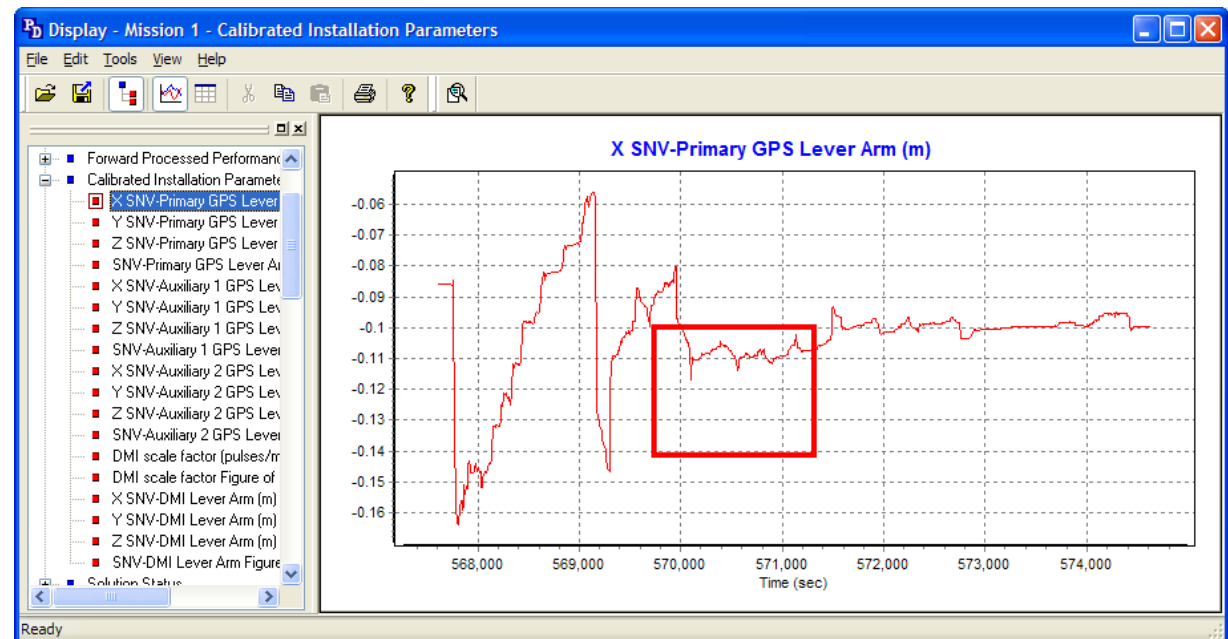 Display - Mission 1 - Calibrated Installation Parameters
File Edit Tools View Help
Forward Processed Performanc
Calibrated Installation Paramete
X SNV-Primary GPS Lever
Y SNV-Primary GPS Lever
Z SNV-Primary GPS Lever
SNV-Primary GPS Lever Ar
X SNV-Auxiliary 1 GPS Lev
Y SNV-Auxiliary 1 GPS Lev
Z SNV-Auxiliary 1 GPS Lev
SNV-Auxiliary 1 GPS Lever
X SNV-Auxiliary 2 GPS Lev
Y SNV-Auxiliary 2 GPS Lev
Z SNV-Auxiliary 2 GPS Lev
SNV-Auxiliary 2 GPS Lever
DMI scale factor (pulses/m
DMI scale factor Figure of
X SNV-DMI Lever Arm (m)
Y SNV-DMI Lever Arm (m)
Z SNV-DMI Lever Arm (m)
SNV-DMI Lever Arm Figure
Solution Status
X SNV-Primary GPS Lever Arm (m)
-0.06
-0.07
-0.08
-0.09
-0.1
-0.11
-0.12
-0.13
-0.14
-0.15
-0.16
568,000 569,000 570,000 571,000 572,000 573,000 574,000
Time (sec)
Ready